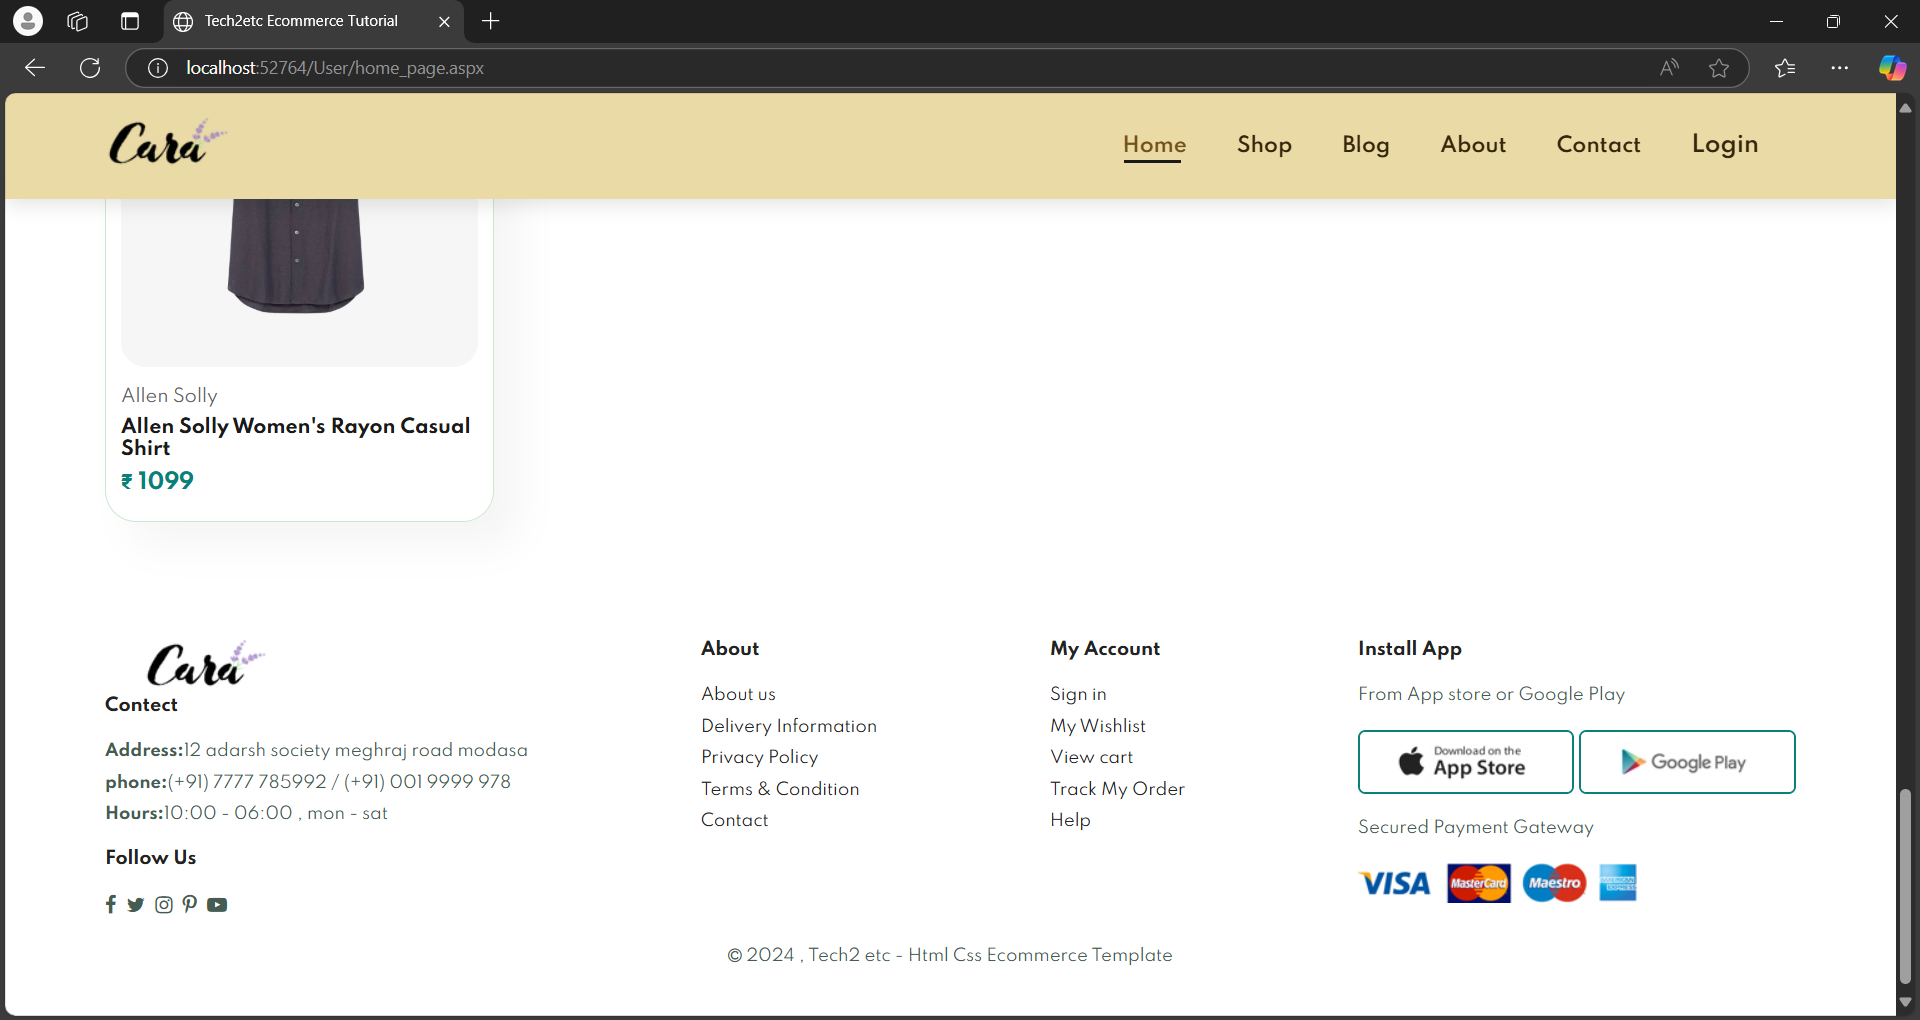 Tech2etc Ecommerce Tutorial
localhost:52764/User/home_page.aspx
Cara
Home Shop Blog About Contact Login
Allen Solly
Allen Solly Women's Rayon Casual
Shirt
₹ 1099
Cara
Contect
Address:12 adarsh society meghraj road modasa
phone:(+91) 7777 785992 / (+91) 001 9999 978
Hours:10:00 - 06:00 , mon - sat
Follow Us
About
About us
Delivery Information
Privacy Policy
Terms & Condition
Contact
My Account
Sign in
My Wishlist
View cart
Track My Order
Help
Install App
From App store or Google Play
Download on the
App Store
Google Play
Secured Payment Gateway
VISA MasterCard Maestro AMERICAN
EXPRESS
© 2024 , Tech2 etc - Html Css Ecommerce Template